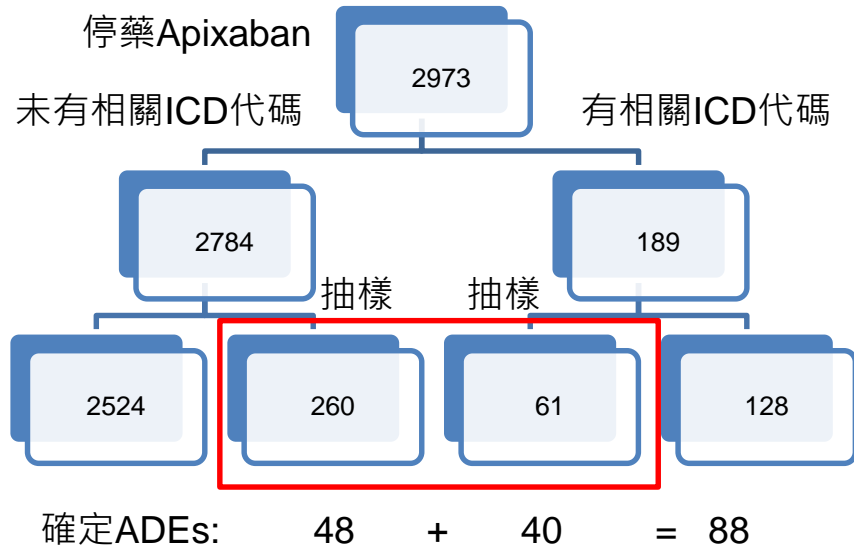 停藥Apixaban
2973
未有相關ICD代碼
有相關ICD代碼
2784
189
抽樣
抽樣
2524
260
61
128
確定ADEs: 48 + 40 = 88